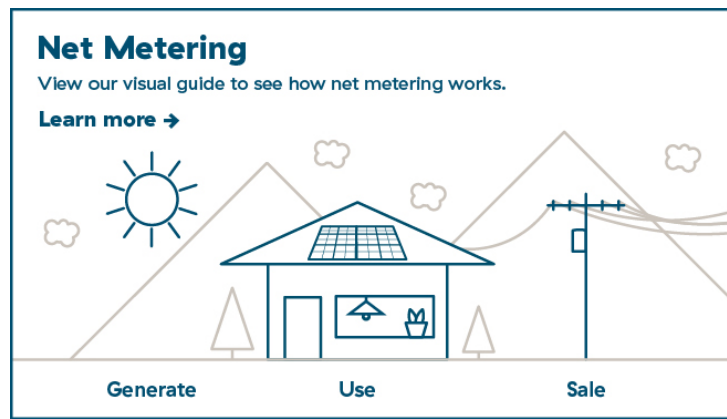 Net Metering
View our visual guide to see how net metering works.
Learn more →
Generate
Use
Sale